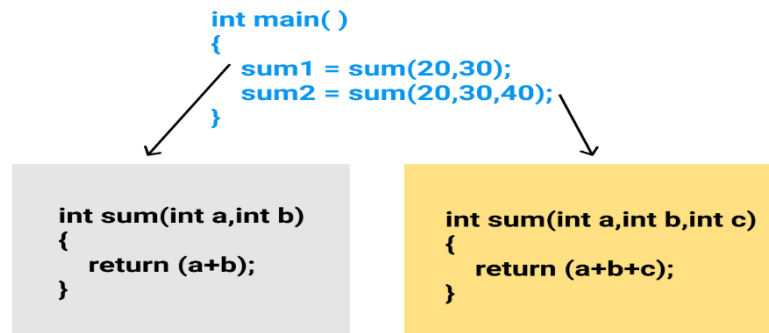 int main( )
{
sum1 = sum(20,30);
sum2 = sum(20,30,40);
}
int sum(int a,int b)
{
return (a+b);
}
int sum(int a,int b,int c)
{
return (a+b+c);
}